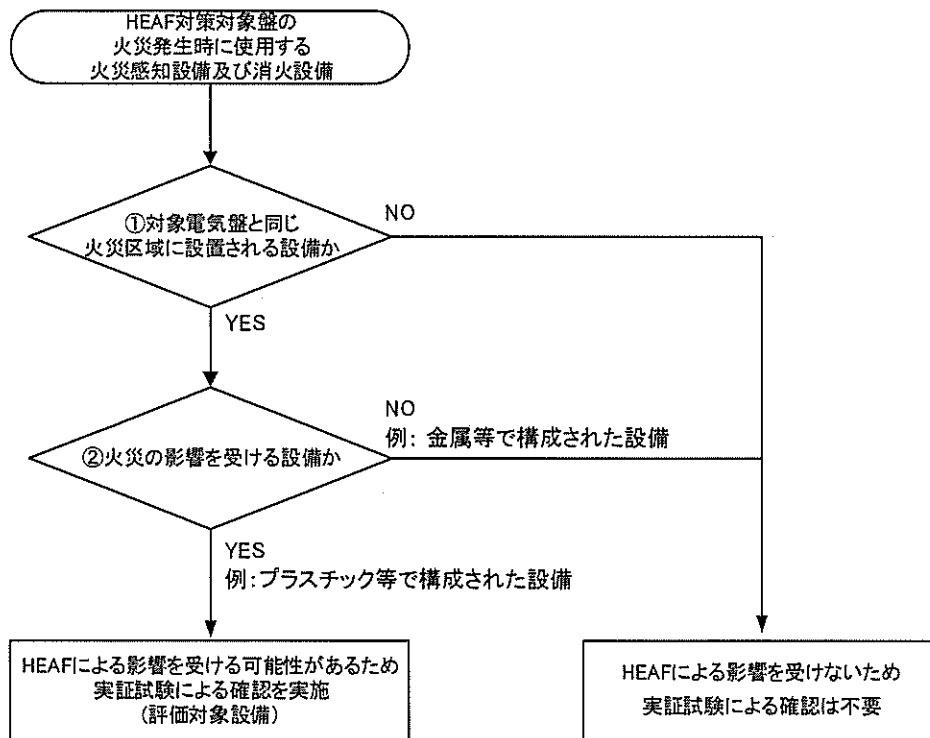 HEAF対策対象盤の
火災発生時に使用する
火災感知設備及び消火設備
①対象電気盤と同じ
火災区域に設置される設備か
NO
YES
②火災の影響を受ける設備か
NO
例： 金属等で構成された設備
YES
例：プラスチック等で構成された設備
HEAFによる影響を受ける可能性があるため
実証試験による確認を実施
(評価対象設備)
HEAFによる影響を受けないため
実証試験による確認は不要